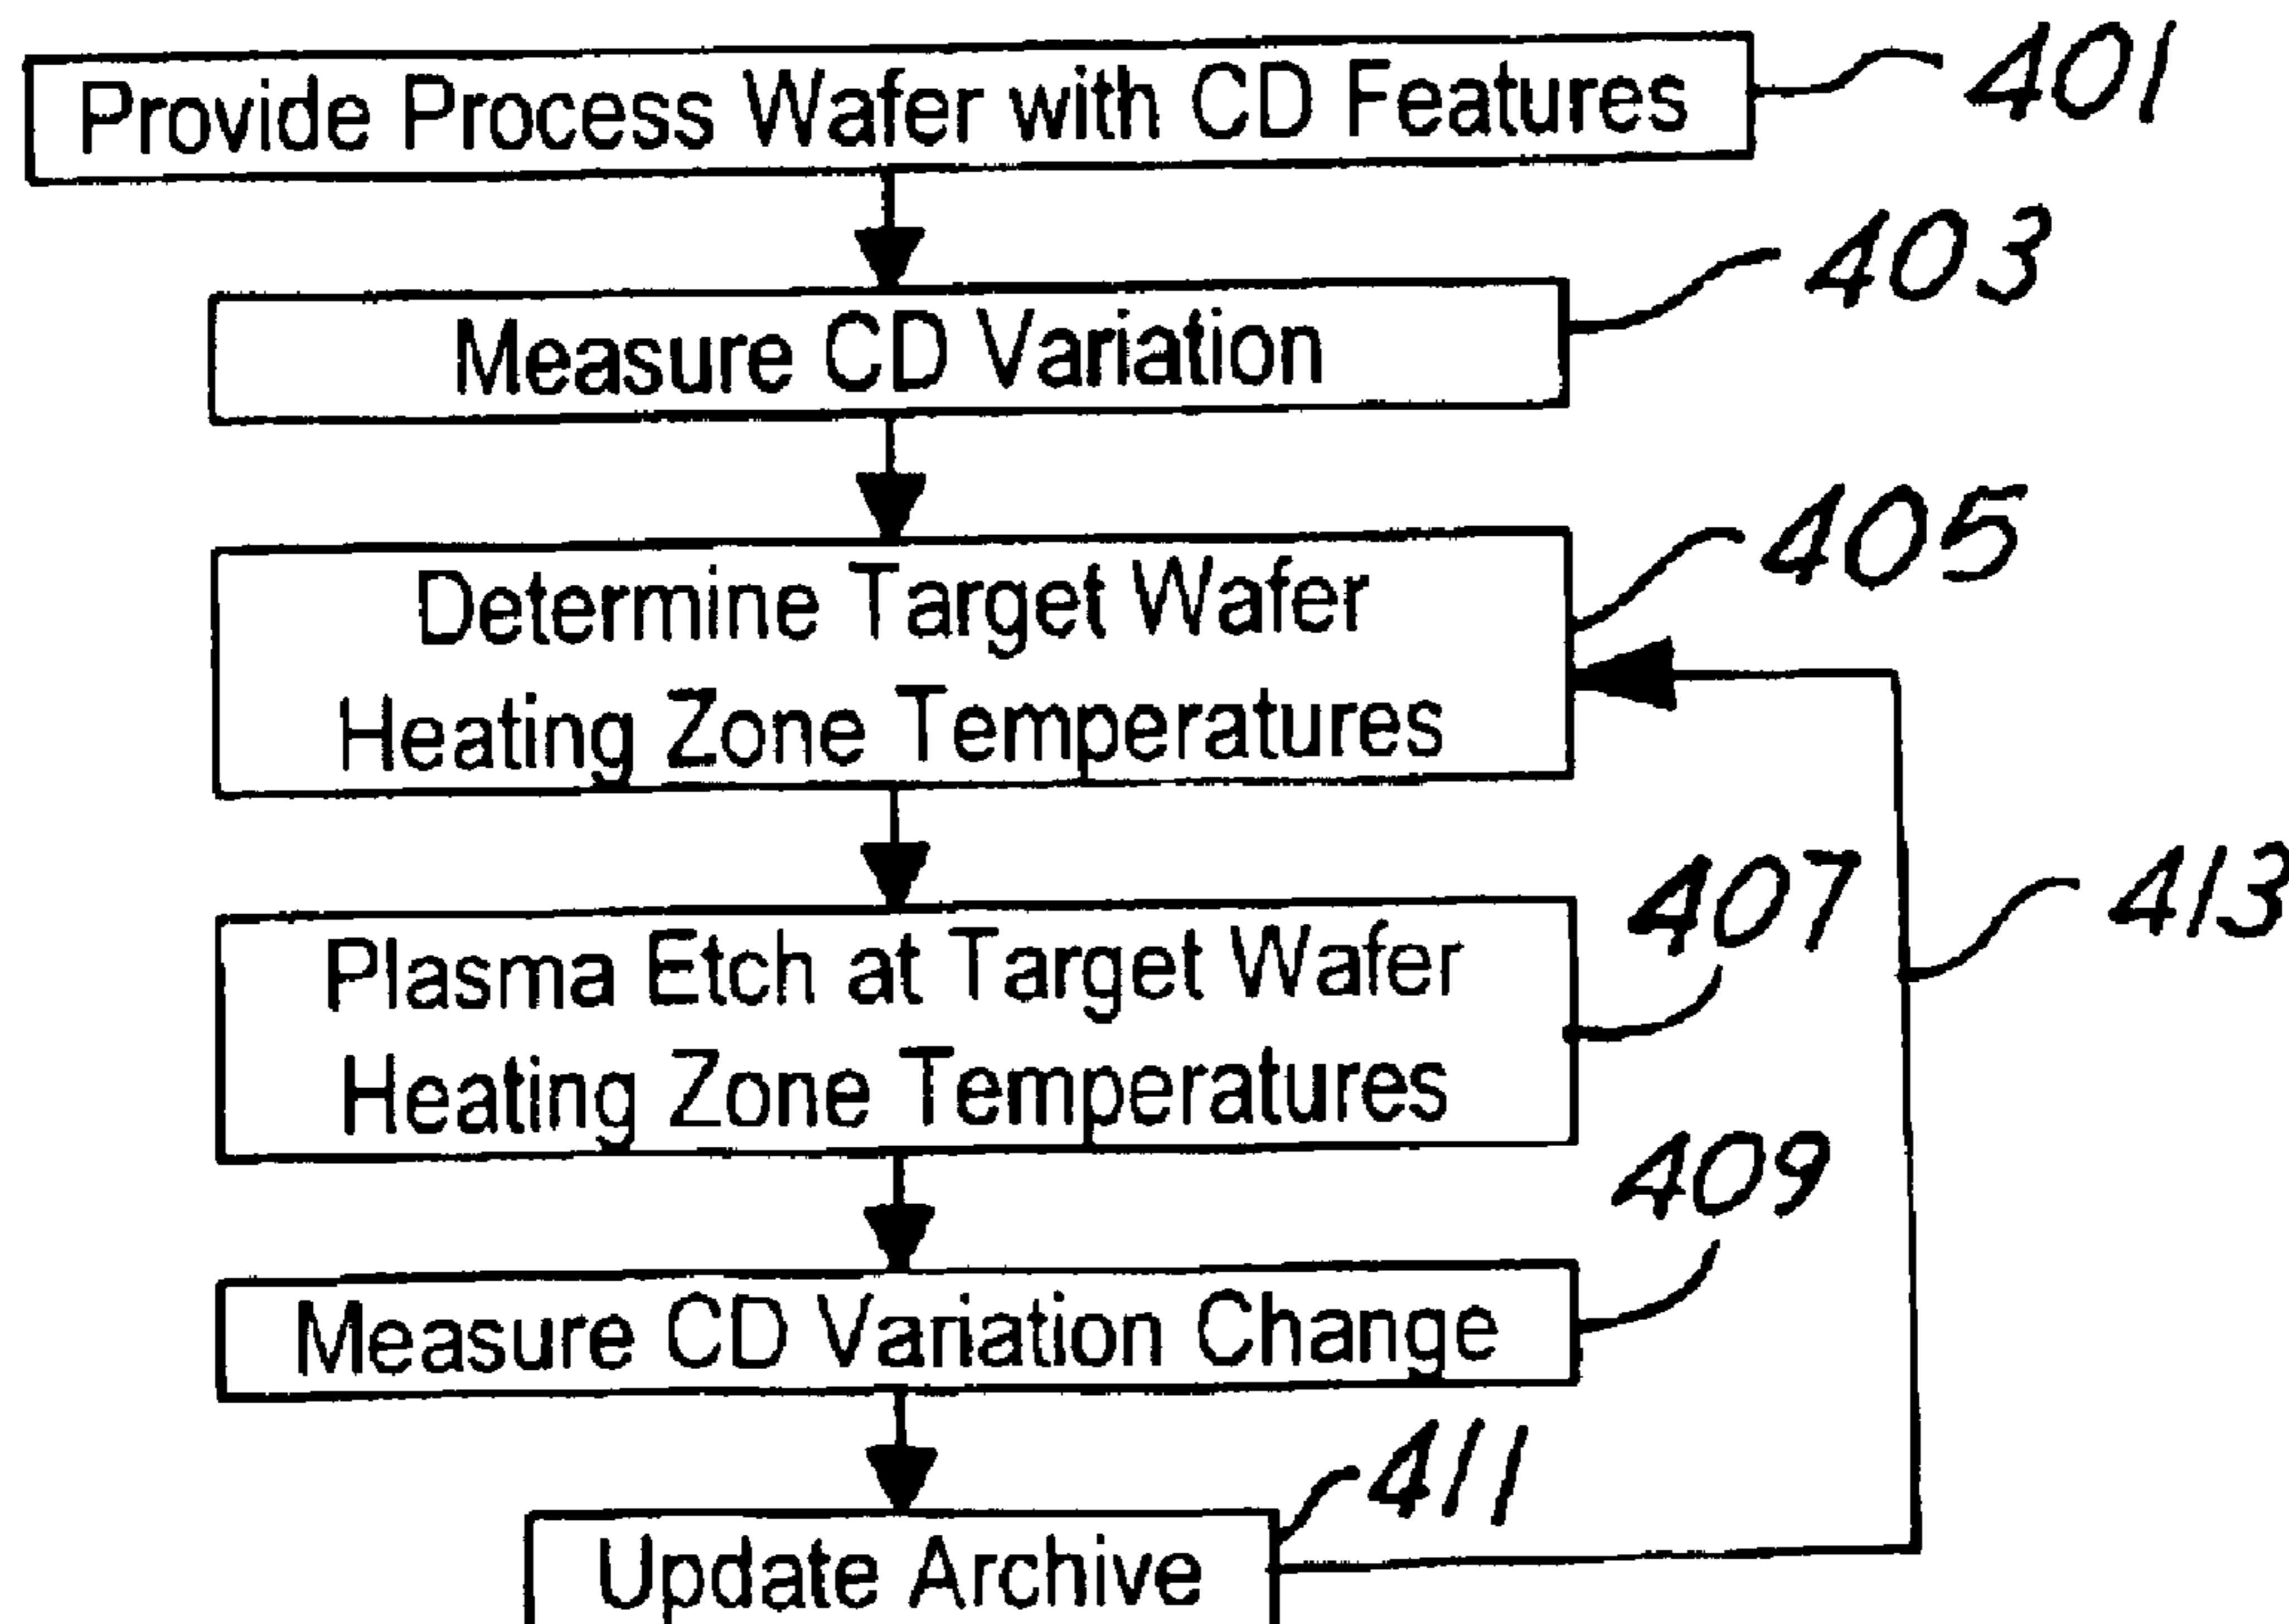 Provide Process Wafer with CD Features
401
Measure CD Variation
403
Determine Target Wafer
Heating Zone Temperatures
405
Plasma Etch at Target Wafer
Heating Zone Temperatures
407
413
Measure CD Variation Change
409
Update Archive
411